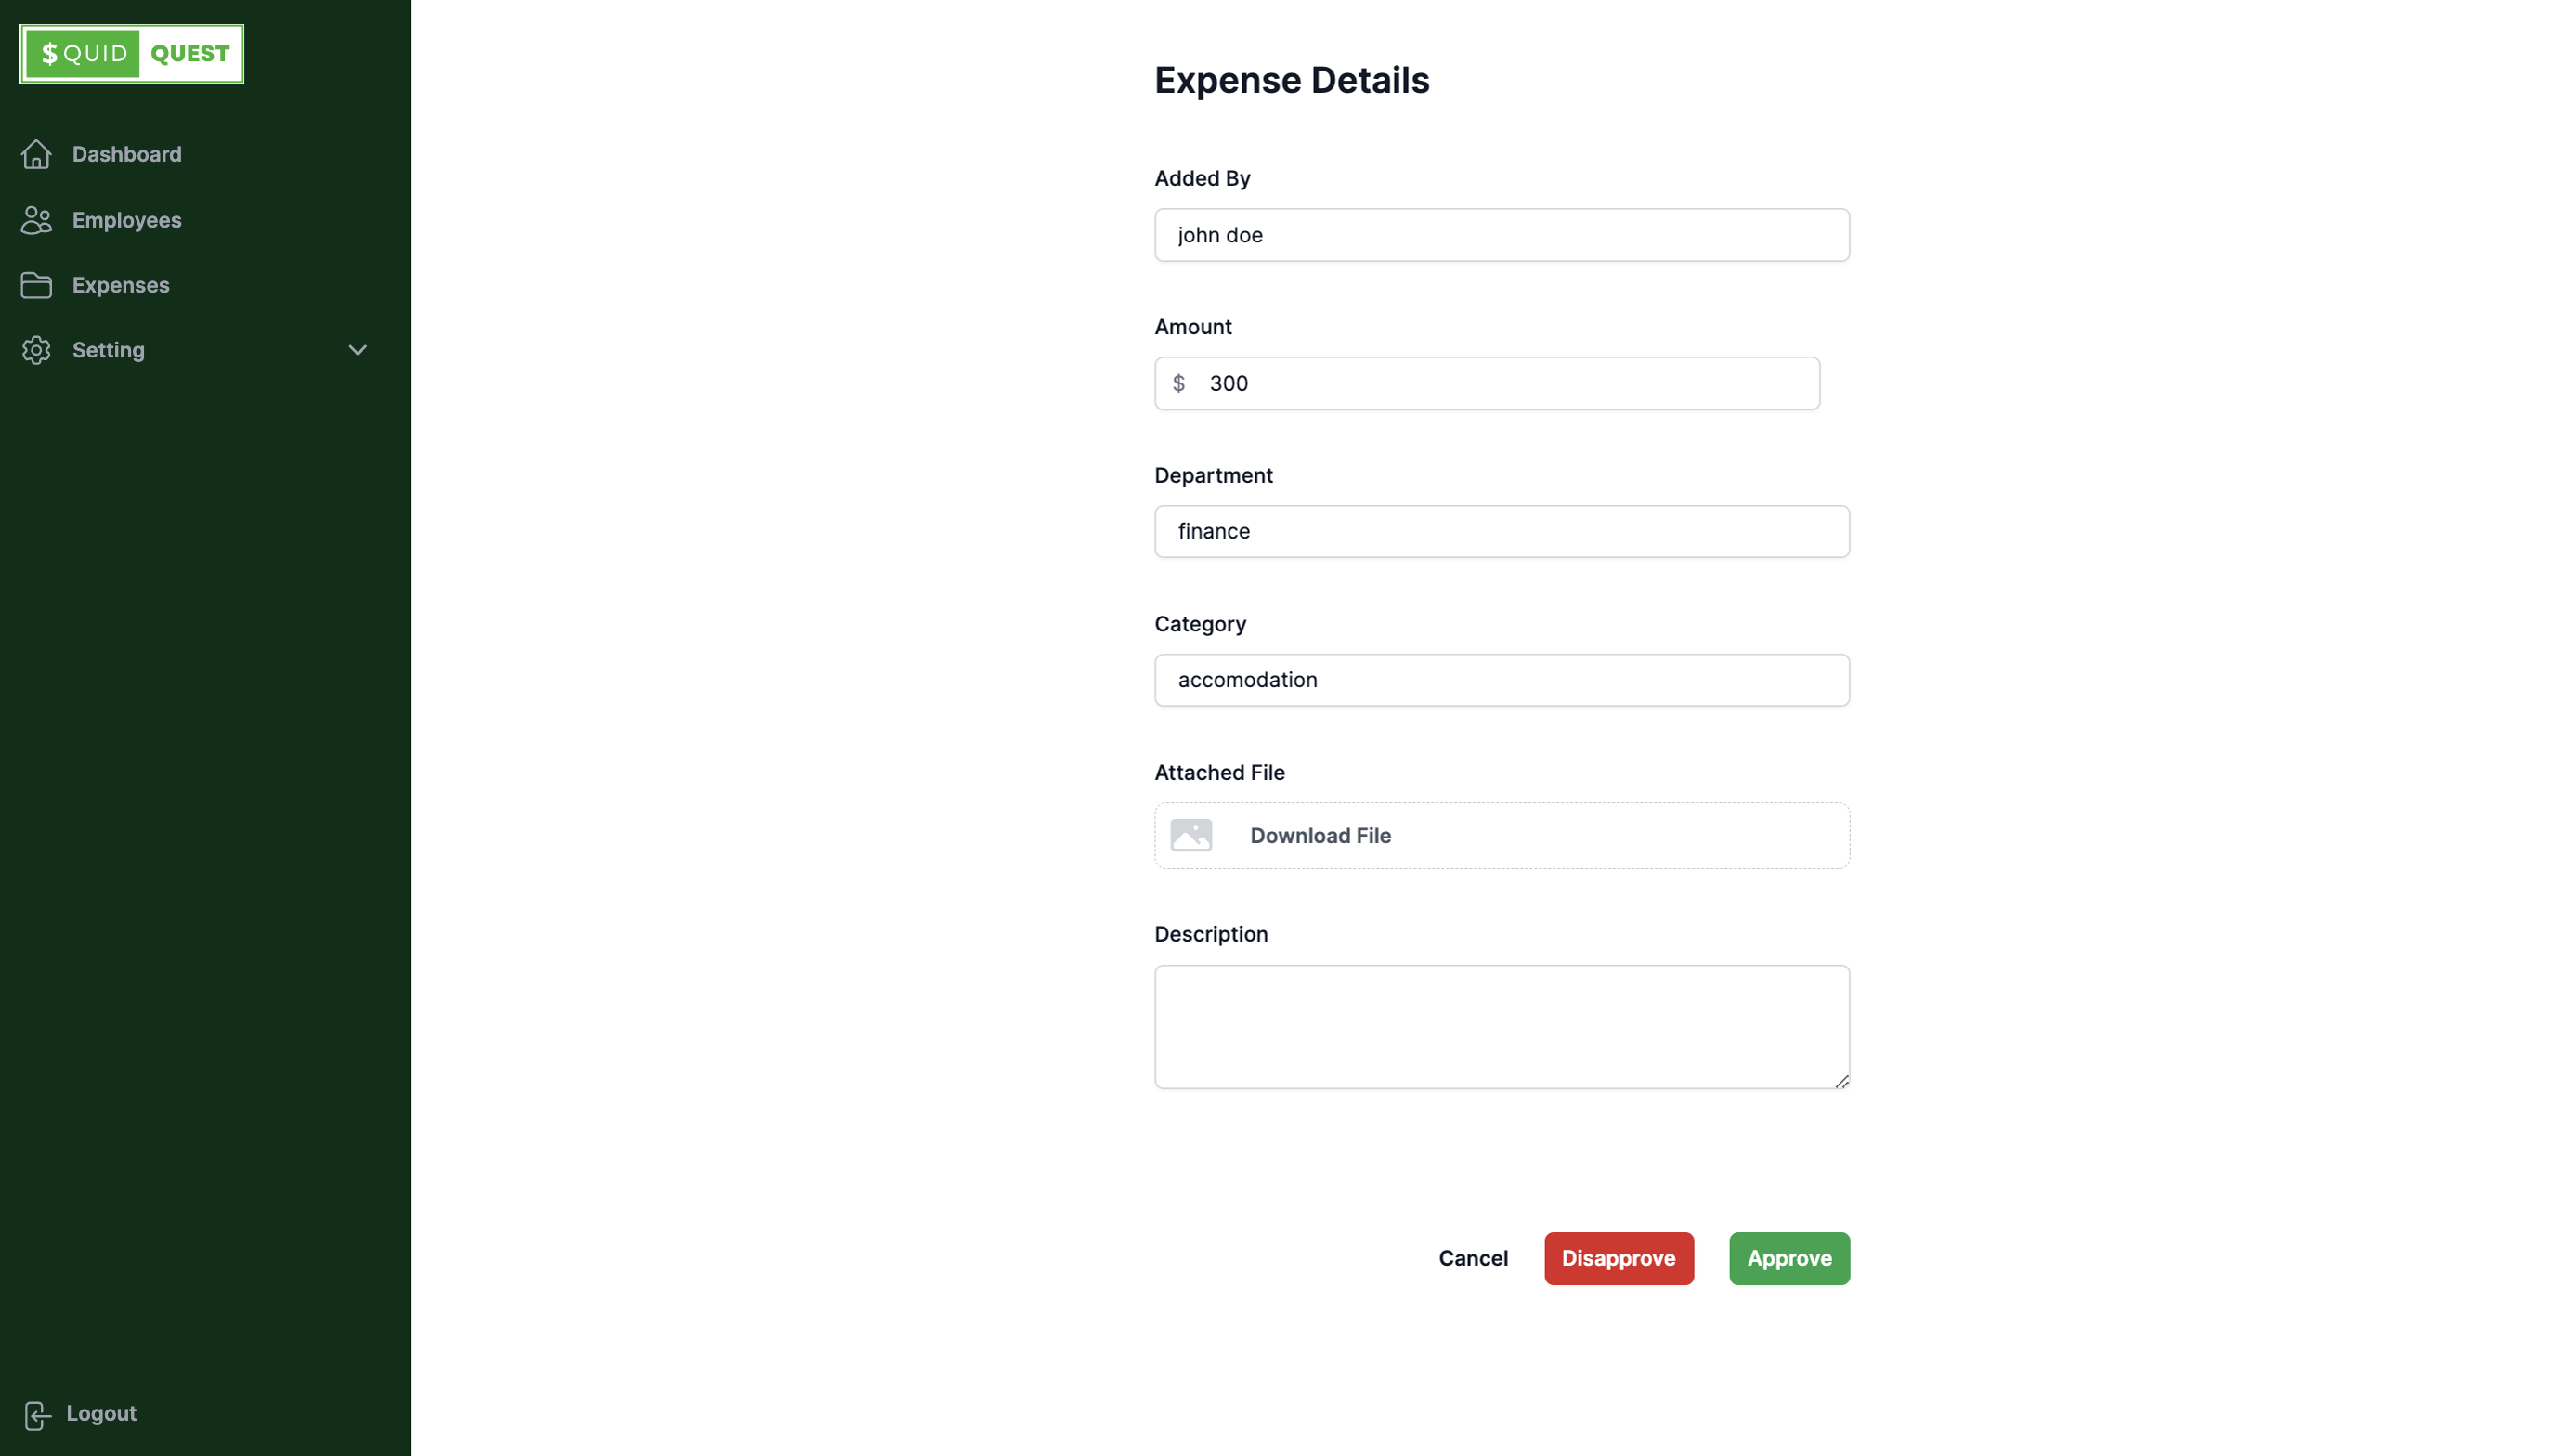 $QUID QUEST
Dashboard
Employees
Expenses
Setting
Logout
Expense Details
Added By
john doe
Amount
$ 300
Department
finance
Category
accomodation
Attached File
Download File
Description
Cancel Disapprove Approve